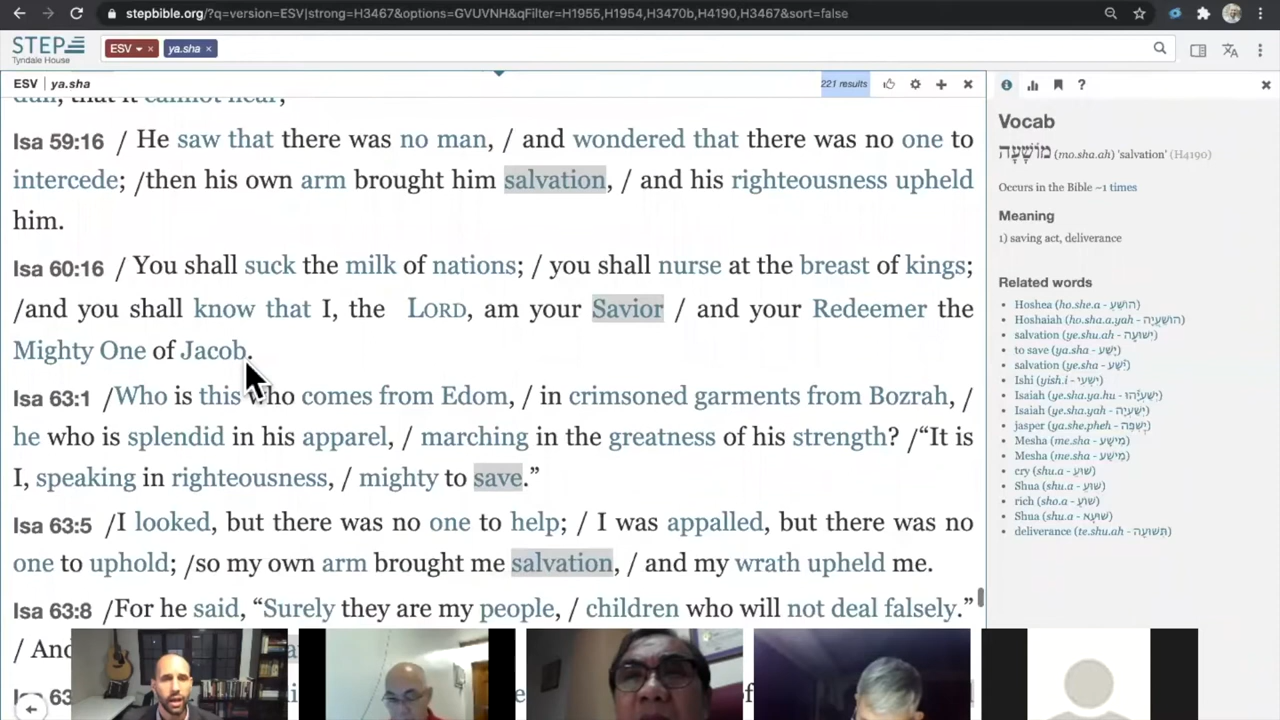 stepbible.org/?q=version=ESV|strong=H3467&options=GVUVNH&qFilter=H1955,H1954,H3470b,H4190,H3467&sort=false
STEP
Tyndale House
ESV × ya.sha ×
ESV | ya.sha 221 results
dull, that it cannot hear;
Isa 59:16 / He saw that there was no man, / and wondered that there was no one to
intercede; /then his own arm brought him salvation, / and his righteousness upheld
him.
Isa 60:16 / You shall suck the milk of nations; / you shall nurse at the breast of kings;
/and you shall know that I, the LORD, am your Savior / and your Redeemer the
Mighty One of Jacob.
Isa 63:1 /Who is this who comes from Edom, / in crimsoned garments from Bozrah, /
he who is splendid in his apparel, / marching in the greatness of his strength? /“It is
I, speaking in righteousness, / mighty to save.”
Isa 63:5 /I looked, but there was no one to help; / I was appalled, but there was no
one to uphold; /so my own arm brought me salvation, / and my wrath upheld me.
Isa 63:8 /For he said, “Surely they are my people, / children who will not deal falsely.”
/ And
Isa 63
Vocab
מוֹשָׁעָה (mo.sha.ah) 'salvation' (H4190)
Occurs in the Bible ~1 times
Meaning
1) saving act, deliverance
Related words
Hoshea (ho.she.a - הוֹשֵׁעַ)
Hoshaiah (ho.sha.a.yah - הוֹשַׁעְיָה)
salvation (ye.shu.ah - יְשׁוּעָה)
to save (ya.sha - יָשַׁע)
salvation (ye.sha - יֵ֫שַׁע)
Ishi (yish.i - יִשְׁעִי)
Isaiah (ye.sha.ya.hu - יְשַׁעְיָ֫הוּ)
Isaiah (ye.sha.yah - יְשַׁעְיָה)
jasper (ya.she.pheh - יָשְׁפֵה)
Mesha (me.sha - מֵישָׁע)
Mesha (me.sha - מֵישַׁע)
cry (shu.a - שׁוּעַ)
Shua (shu.a - שׁוּעַ)
rich (sho.a - שׁוֹעַ)
Shua (shu.a - שׁוּעָא)
deliverance (te.shu.ah - תְּשׁוּעָה)